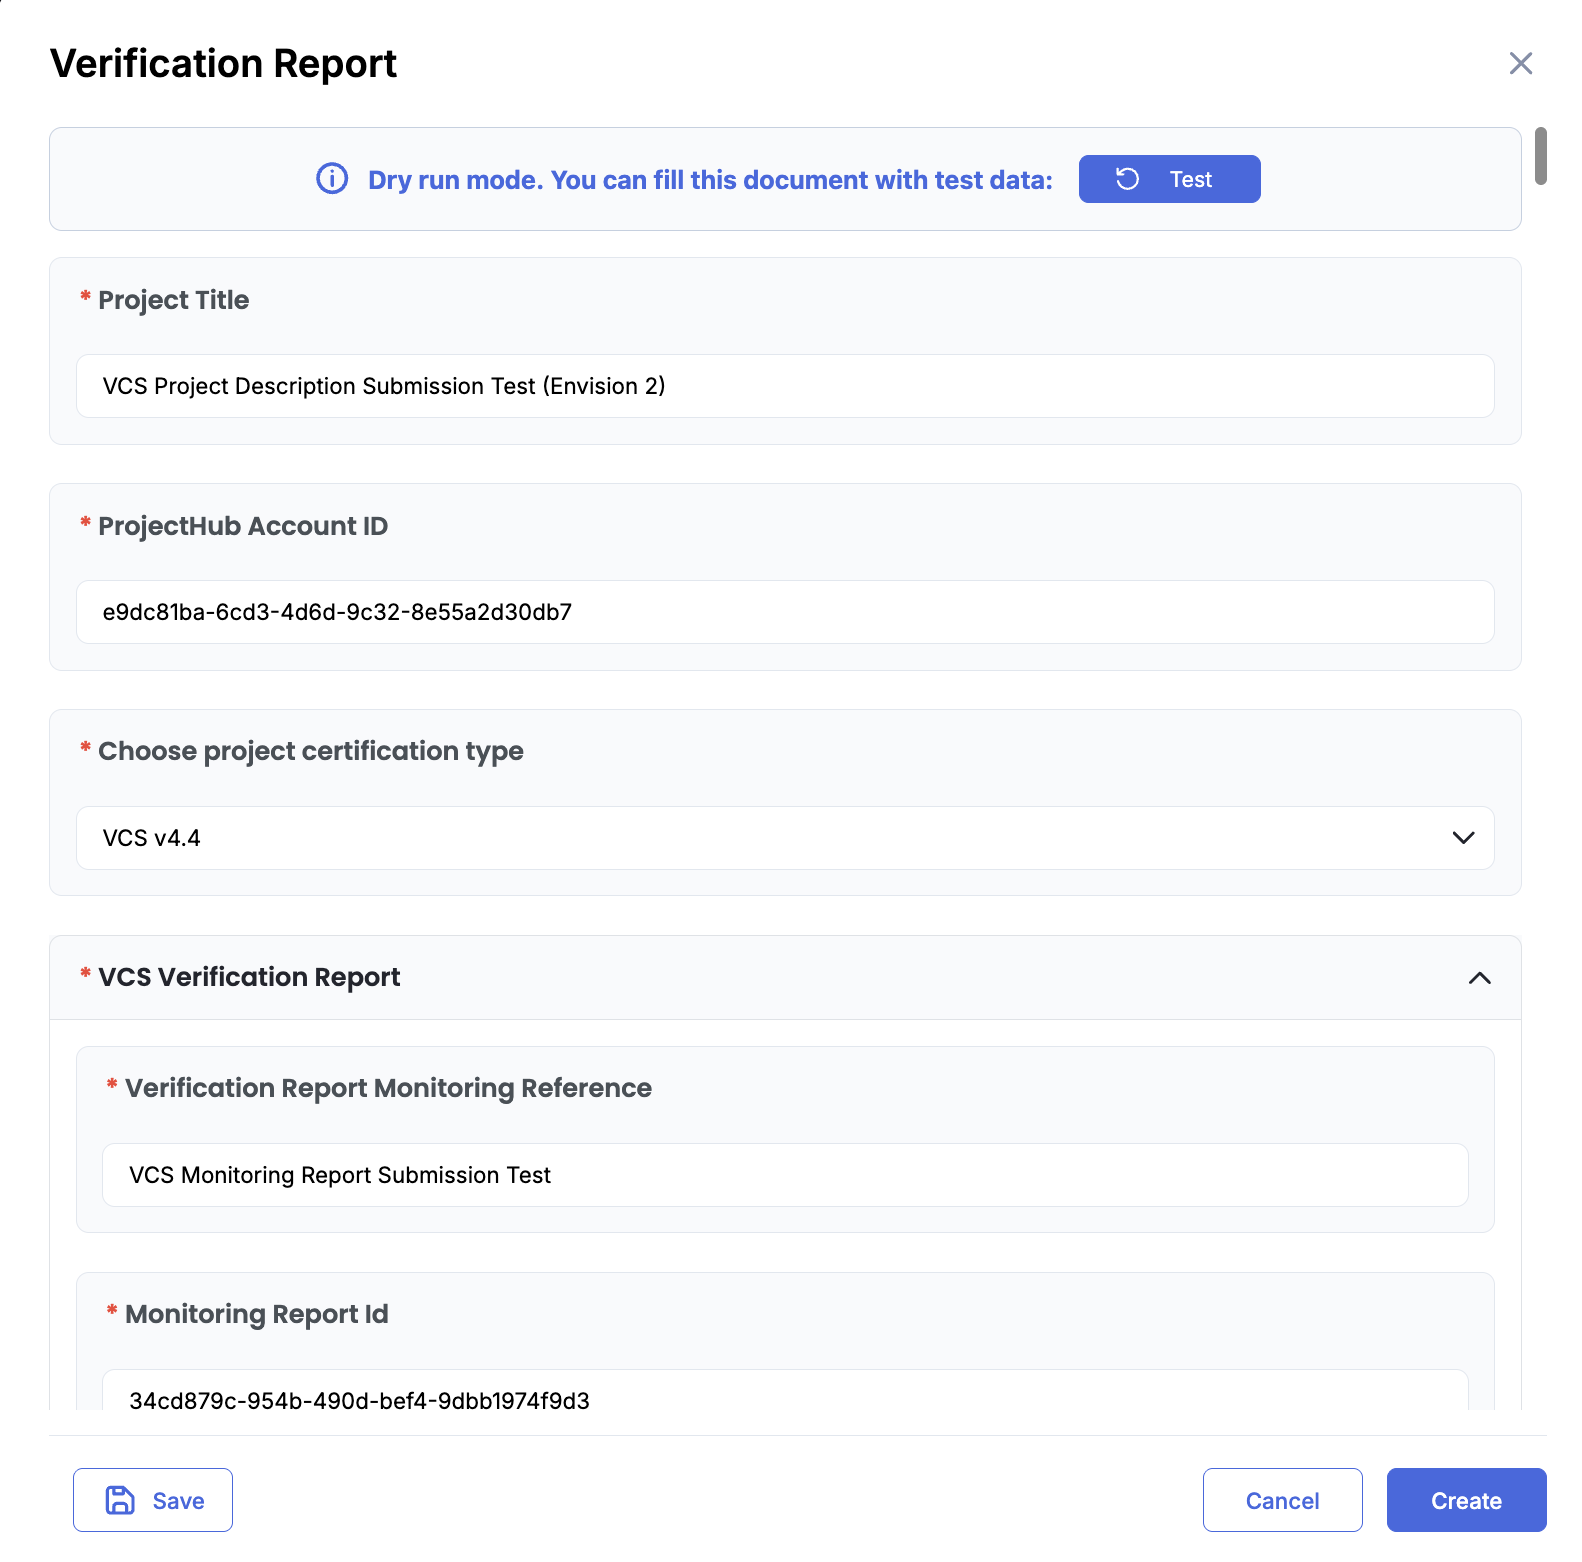 Verification Report
Dry run mode. You can fill this document with test data:
Test
* Project Title
VCS Project Description Submission Test (Envision 2)
* ProjectHub Account ID
e9dc81ba-6cd3-4d6d-9c32-8e55a2d30db7
* Choose project certification type
VCS v4.4
* VCS Verification Report
* Verification Report Monitoring Reference
VCS Monitoring Report Submission Test
* Monitoring Report Id
34cd879c-954b-490d-bef4-9dbb1974f9d3
Save
Cancel
Create